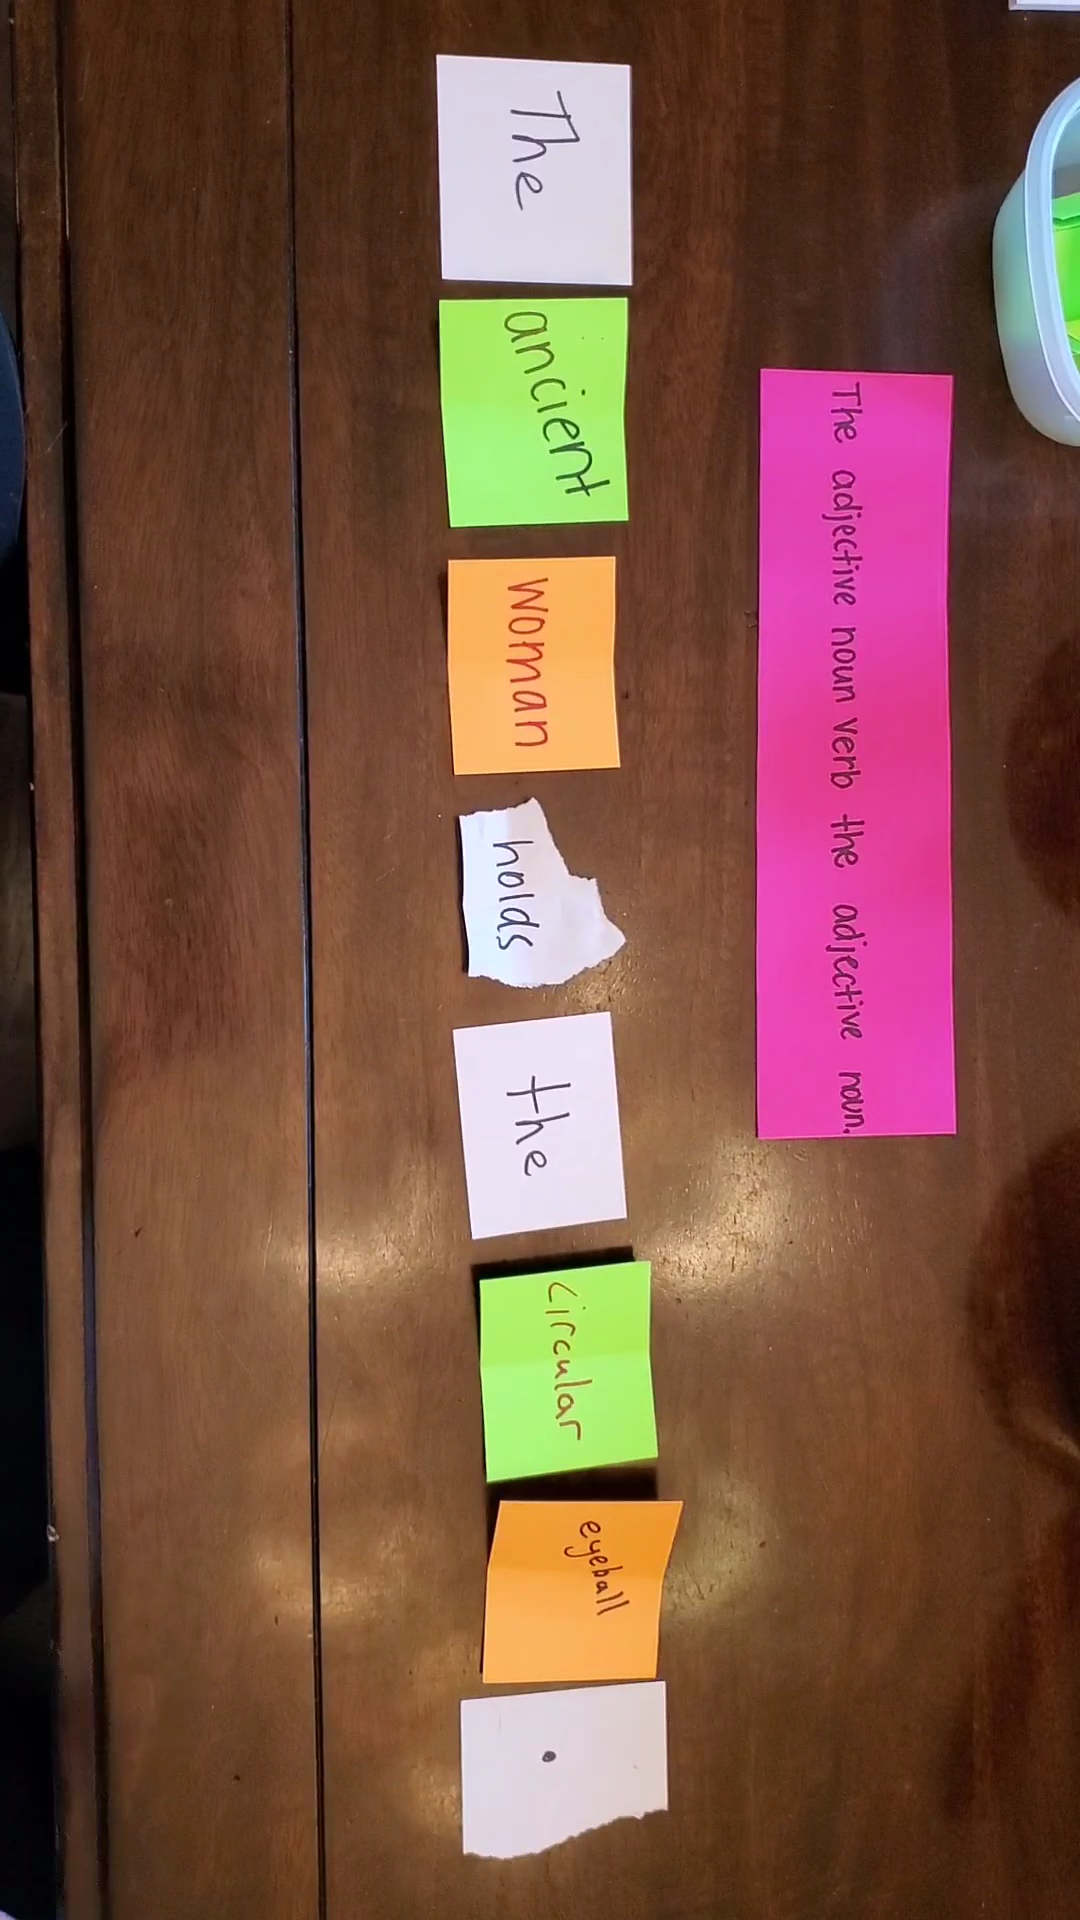 The adjective noun verb the adjective noun.
The ancient woman holds the circular eyeball .